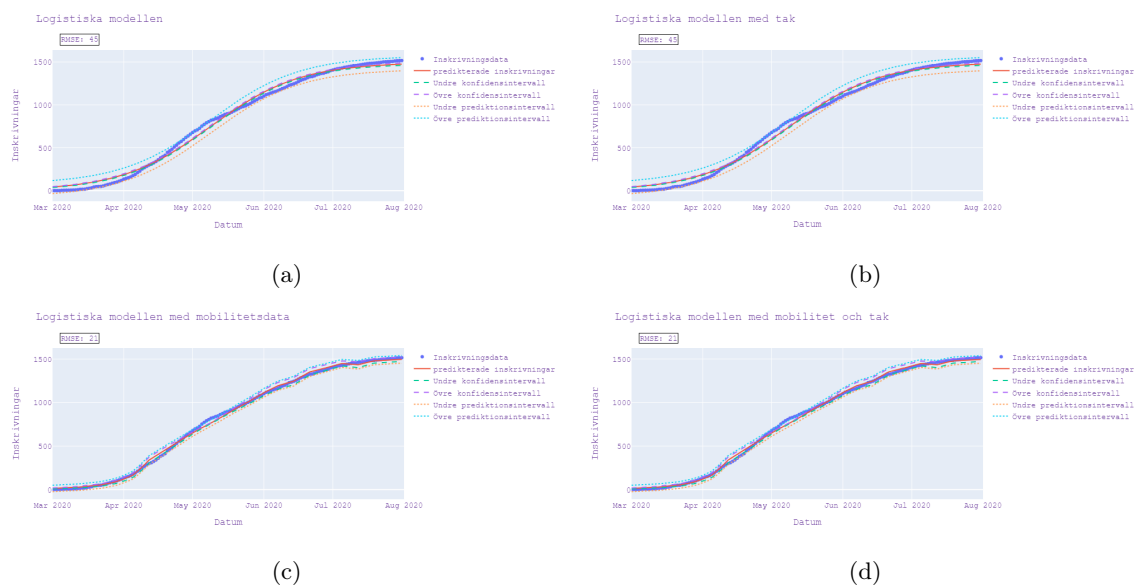 Logistiska modellen
RMSE: 45
1500
1000
500
0
Inskrivningar
Mar 2020 Apr 2020 May 2020 Jun 2020 Jul 2020 Aug 2020
Datum
Inskrivningsdata
predikterade inskrivningar
Undre konfidensintervall
Övre konfidensintervall
Undre prediktionsintervall
Övre prediktionsintervall
(a)
Logistiska modellen med tak
RMSE: 45
1500
1000
500
0
Inskrivningar
Mar 2020 Apr 2020 May 2020 Jun 2020 Jul 2020 Aug 2020
Datum
Inskrivningsdata
predikterade inskrivningar
Undre konfidensintervall
Övre konfidensintervall
Undre prediktionsintervall
Övre prediktionsintervall
(b)
Logistiska modellen med mobilitetsdata
RMSE: 21
1500
1000
500
0
Inskrivningar
Mar 2020 Apr 2020 May 2020 Jun 2020 Jul 2020 Aug 2020
Datum
Inskrivningsdata
predikterade inskrivningar
Undre konfidensintervall
Övre konfidensintervall
Undre prediktionsintervall
Övre prediktionsintervall
(c)
Logistiska modellen med mobilitet och tak
RMSE: 21
1500
1000
500
0
Inskrivningar
Mar 2020 Apr 2020 May 2020 Jun 2020 Jul 2020 Aug 2020
Datum
Inskrivningsdata
predikterade inskrivningar
Undre konfidensintervall
Övre konfidensintervall
Undre prediktionsintervall
Övre prediktionsintervall
(d)